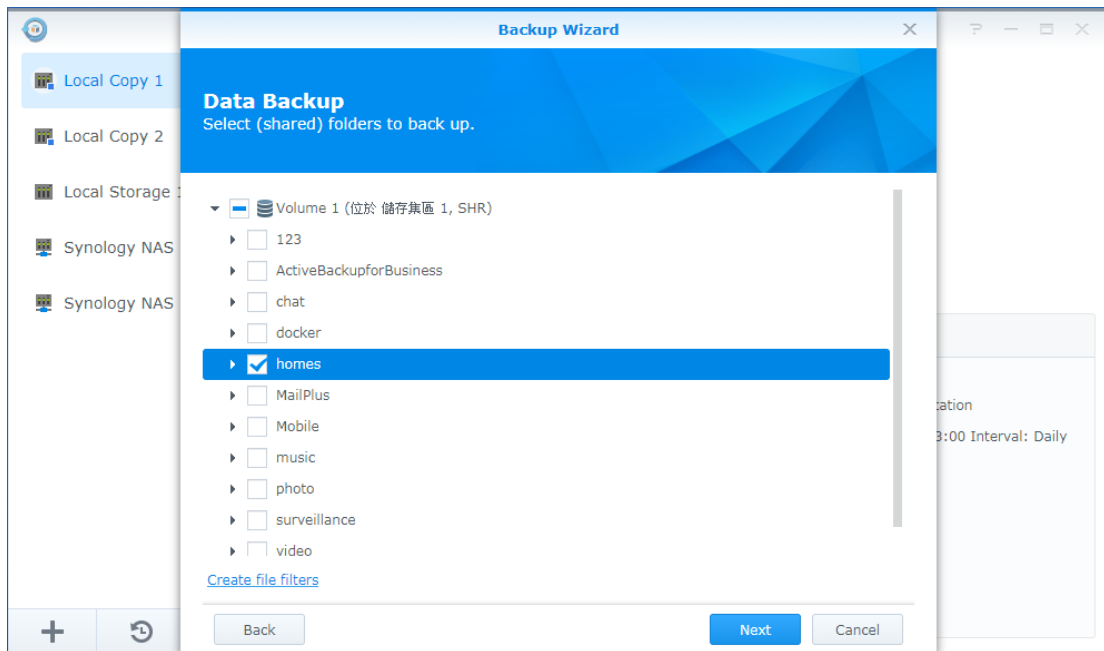 Backup Wizard
Local Copy 1
Local Copy 2
Local Storage
Synology NAS
Synology NAS
Data Backup
Select (shared) folders to back up.
Volume 1 (位於 儲存集區 1, SHR)
123
ActiveBackupforBusiness
chat
docker
homes
MailPlus
Mobile
music
photo
surveillance
video
Create file filters
Back
Next
Cancel
3:00 Interval: Daily